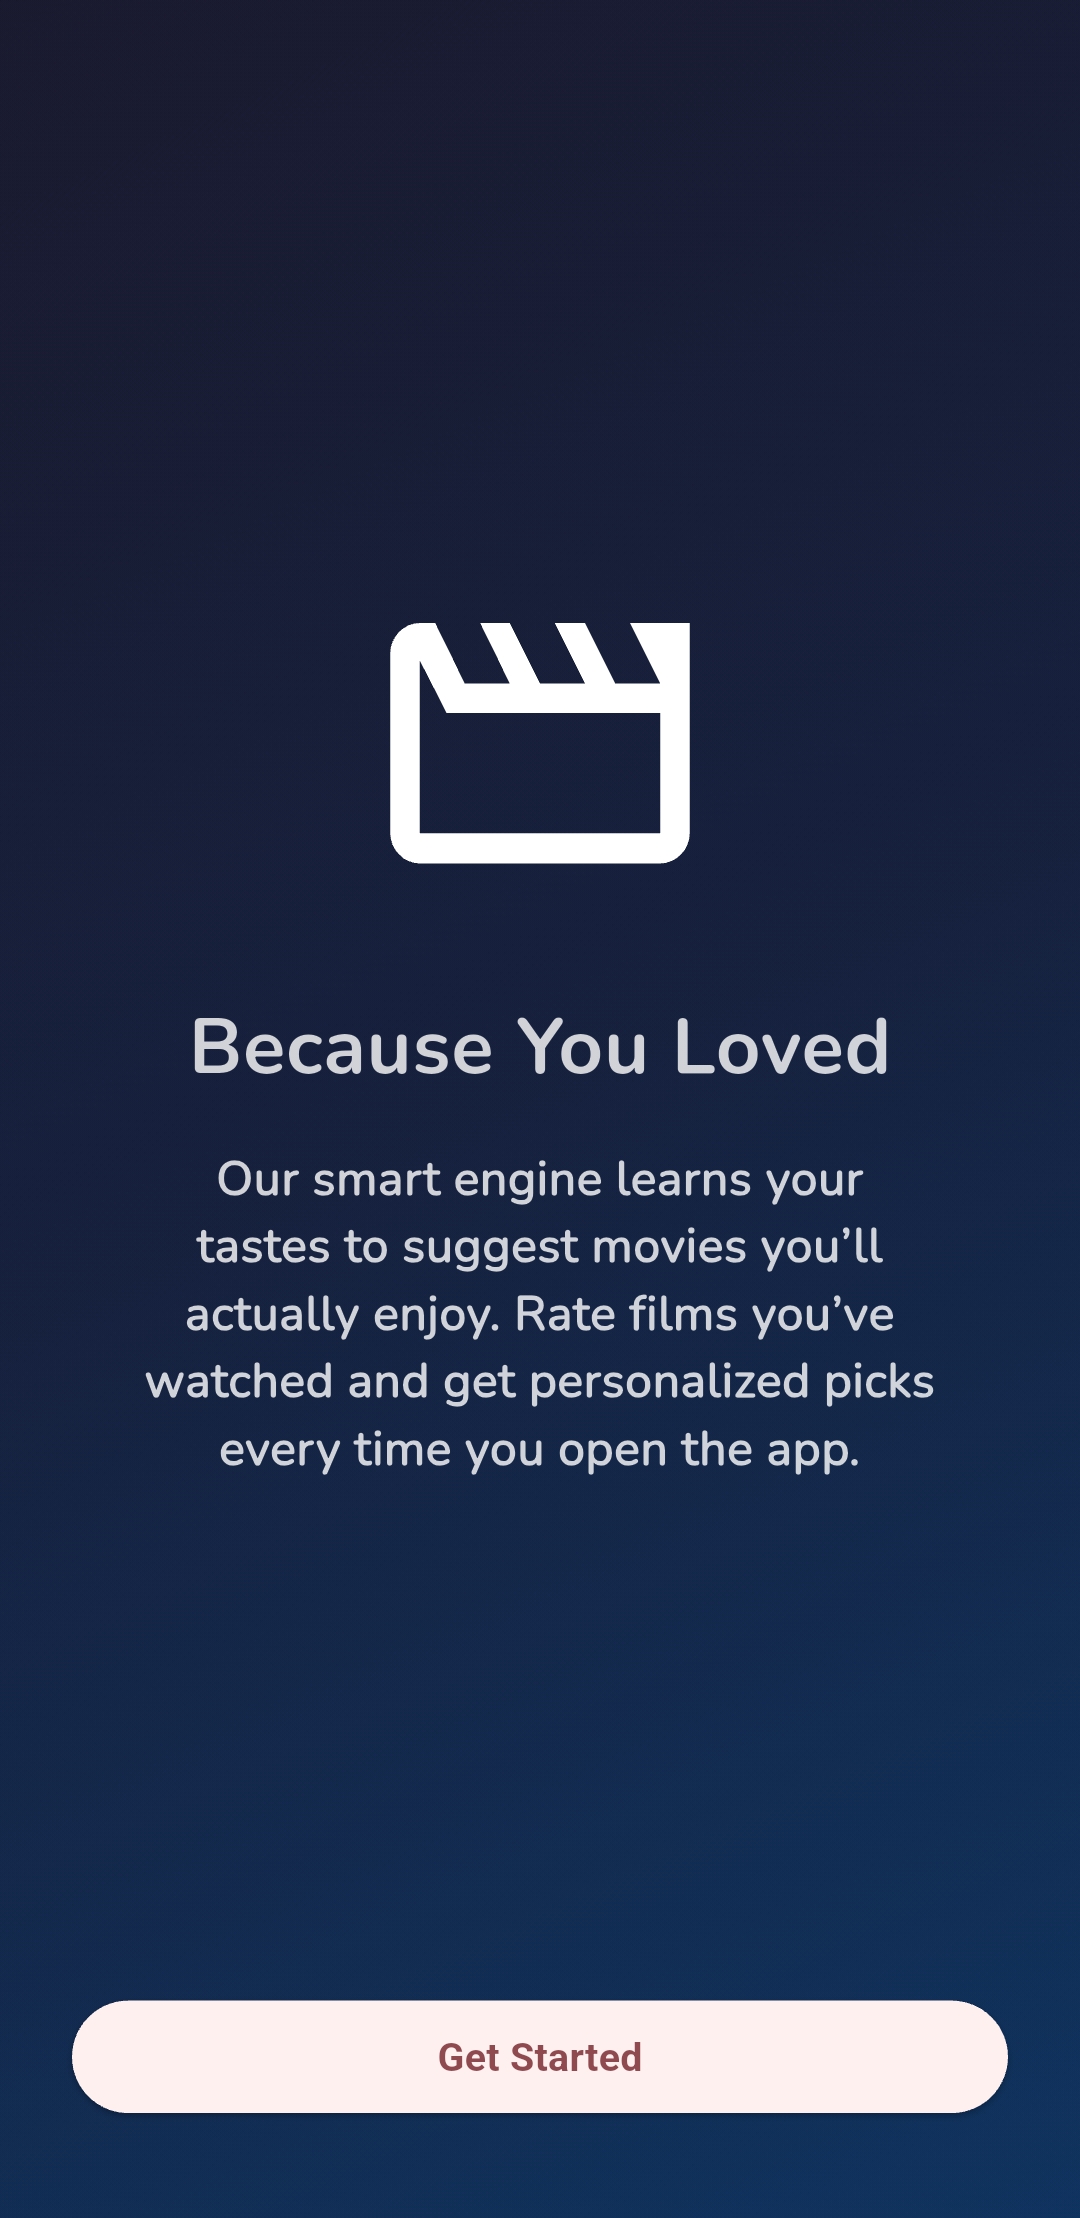 Because You Loved
Our smart engine learns your
tastes to suggest movies you’ll
actually enjoy. Rate films you’ve
watched and get personalized picks
every time you open the app.
Get Started